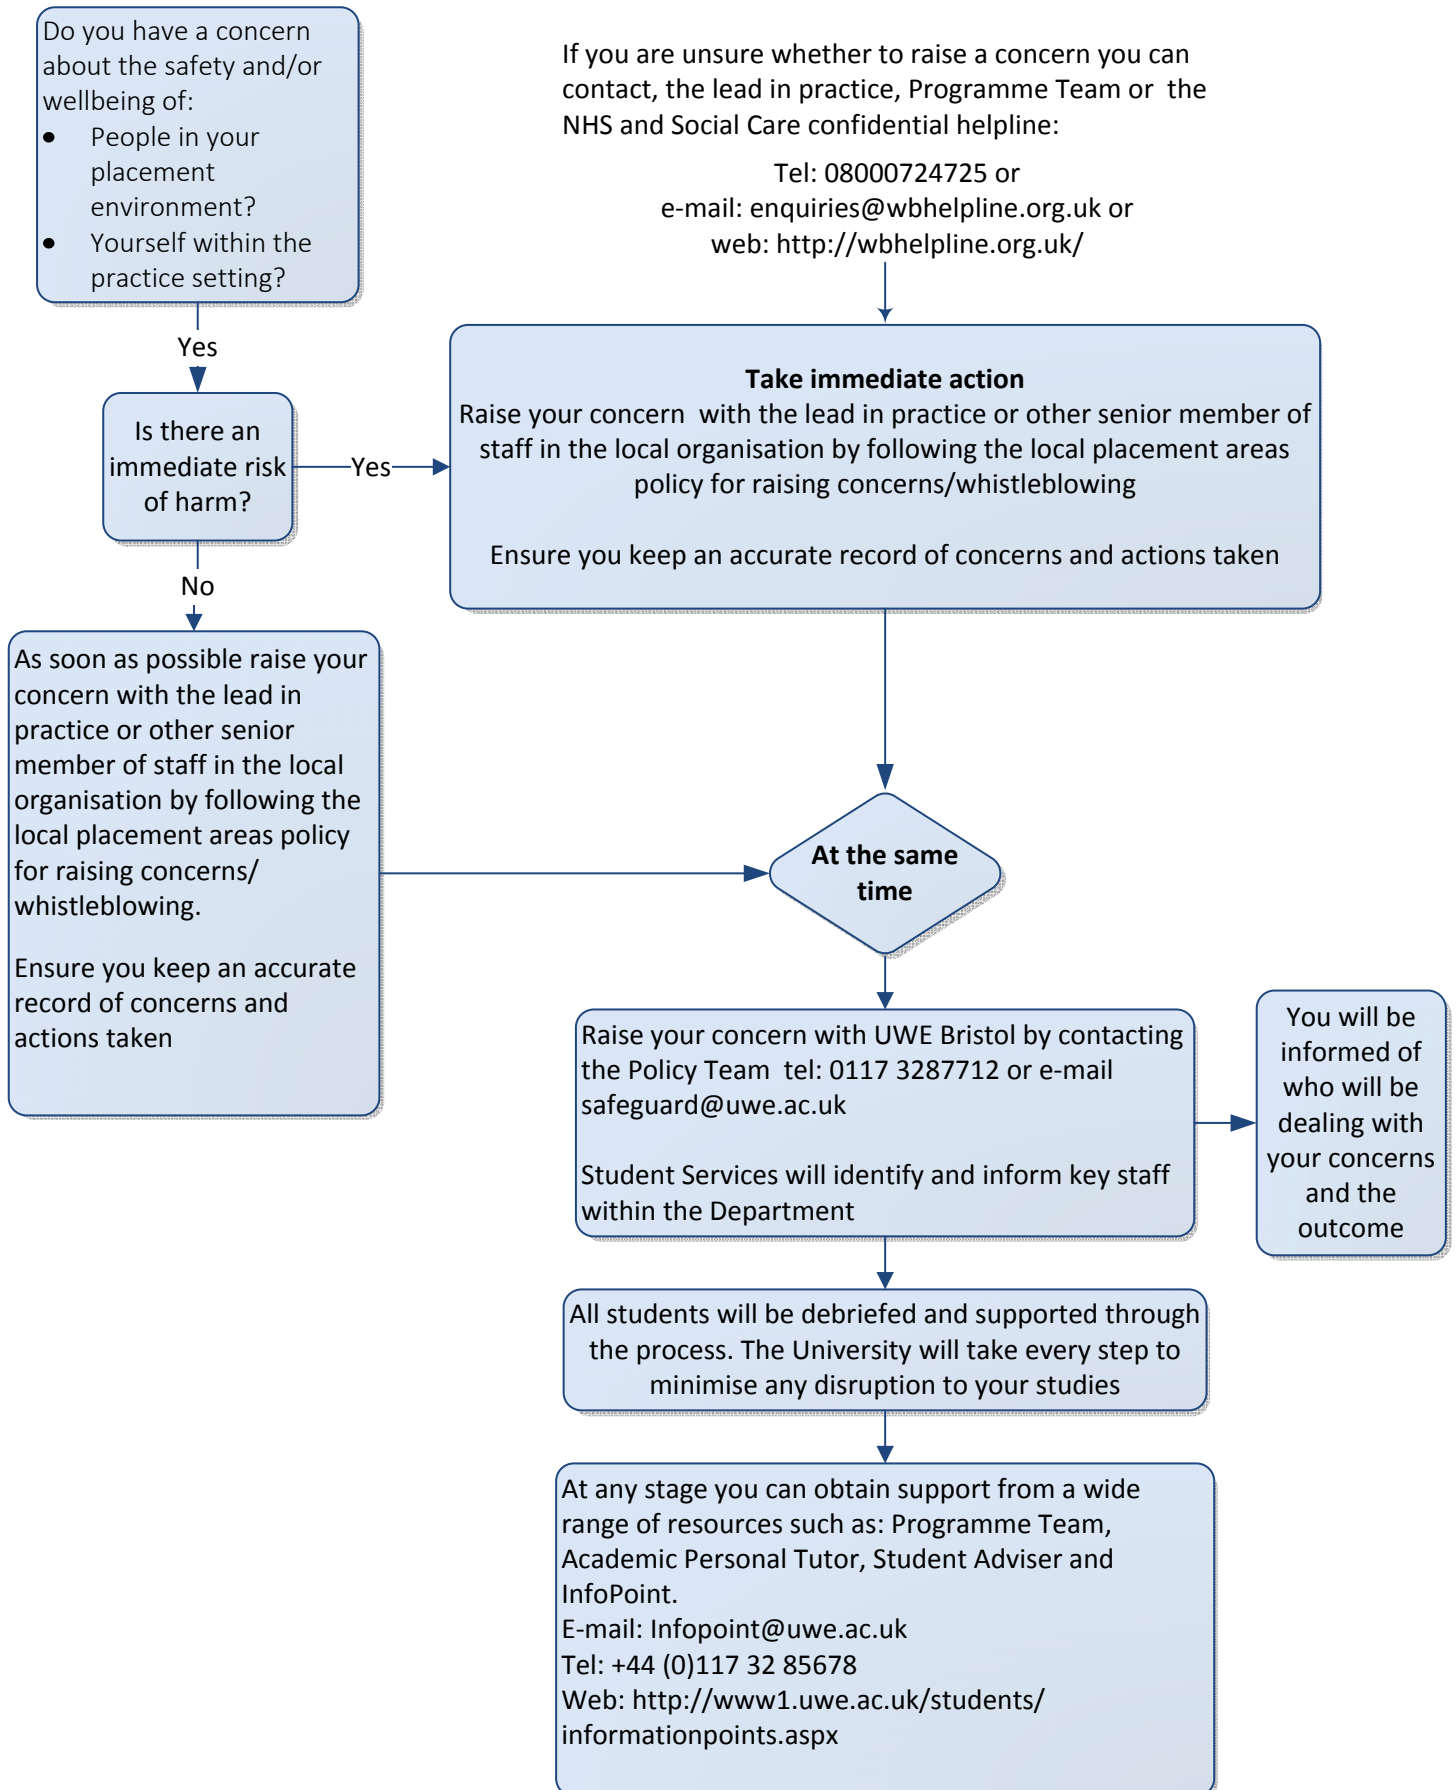 Do you have a concern
about the safety and/or
wellbeing of:
• People in your
placement
environment?
• Yourself within the
practice setting?
If you are unsure whether to raise a concern you can
contact, the lead in practice, Programme Team or the
NHS and Social Care confidential helpline:
Tel: 08000724725 or
e-mail: enquiries@wbhelpline.org.uk or
web: http://wbhelpline.org.uk/
Yes
Is there an
immediate risk
of harm?
Yes
Take immediate action
Raise your concern with the lead in practice or other senior member of
staff in the local organisation by following the local placement areas
policy for raising concerns/whistleblowing
Ensure you keep an accurate record of concerns and actions taken
No
As soon as possible raise your
concern with the lead in
practice or other senior
member of staff in the local
organisation by following the
local placement areas policy
for raising concerns/
whistleblowing.
Ensure you keep an accurate
record of concerns and
actions taken
At the same
time
Raise your concern with UWE Bristol by contacting
the Policy Team tel: 0117 3287712 or e-mail
safeguard@uwe.ac.uk
Student Services will identify and inform key staff
within the Department
You will be
informed of
who will be
dealing with
your concerns
and the
outcome
All students will be debriefed and supported through
the process. The University will take every step to
minimise any disruption to your studies
At any stage you can obtain support from a wide
range of resources such as: Programme Team,
Academic Personal Tutor, Student Adviser and
InfoPoint.
E-mail: Infopoint@uwe.ac.uk
Tel: +44 (0)117 32 85678
Web: http://www1.uwe.ac.uk/students/
informationpoints.aspx